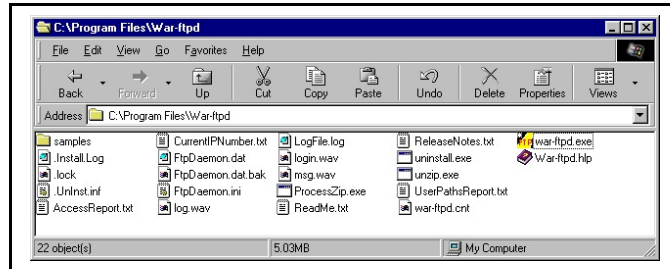 C:\Program Files\War-ftpd
File Edit View Go Favorites Help
Back Forward Up Cut Copy Paste Undo Delete Properties Views
Address C:\Program Files\War-ftpd
samples CurrentIPNumber.txt LogFile.log ReleaseNotes.txt war-ftpd.exe
.Install.Log FtpDaemon.dat login.wav uninstall.exe War-ftpd.hlp
.lock FtpDaemon.dat.bak msg.wav unzip.exe
.UnInst.inf FtpDaemon.ini ProcessZip.exe UserPathsReport.txt
AccessReport.txt log.wav ReadMe.txt war-ftpd.cnt
22 object(s) 5.03MB My Computer